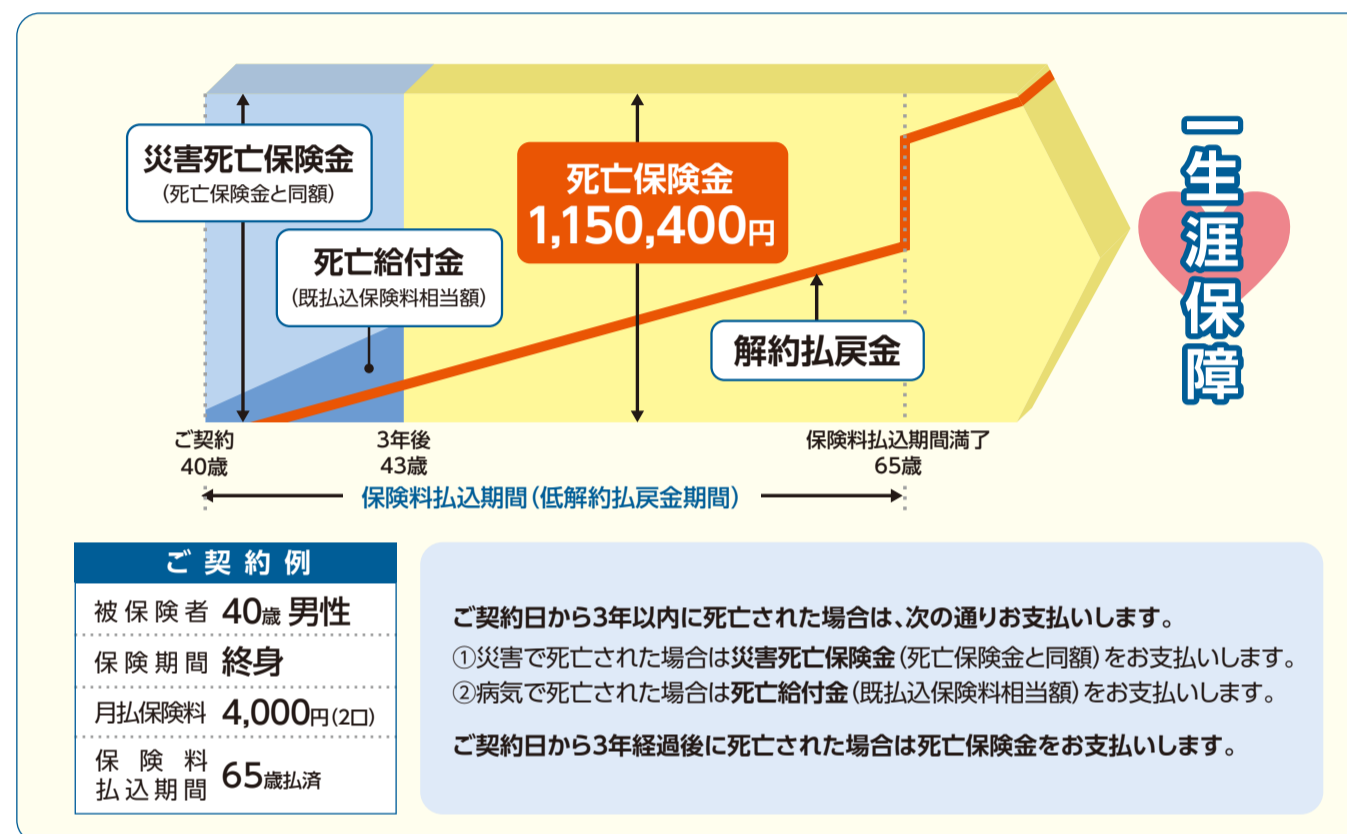 災害死亡保険金
(死亡保険金と同額)
死亡給付金
(既払込保険料相当額)
死亡保険金
1,150,400円
解約払戻金
一生涯保障
ご契約
40歳
3年後
43歳
保険料払込期間満了
65歳
保険料払込期間(低解約払戻金期間)
ご契約例
被保険者 40歳 男性
保険期間 終身
月払保険料 4,000円(2口)
保険料
払込期間 65歳払済
ご契約日から3年以内に死亡された場合は、次の通りお支払いします。
①災害で死亡された場合は災害死亡保険金(死亡保険金と同額)をお支払いします。
②病気で死亡された場合は死亡給付金(既払込保険料相当額)をお支払いします。
ご契約日から3年経過後に死亡された場合は死亡保険金をお支払いします。